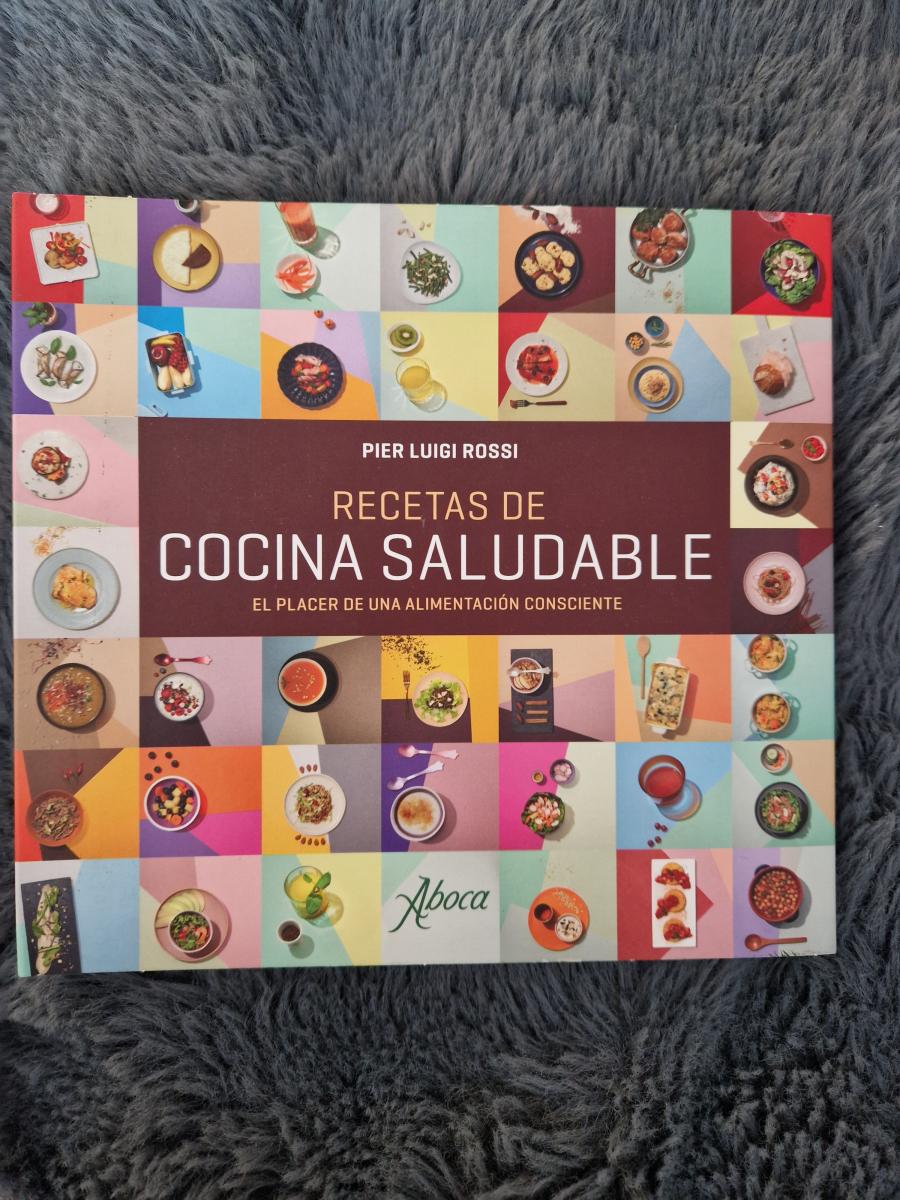 PIER LUIGI ROSSI
RECETAS DE
COCINA SALUDABLE
EL PLACER DE UNA ALIMENTACIÓN CONSCIENTE
Aboca